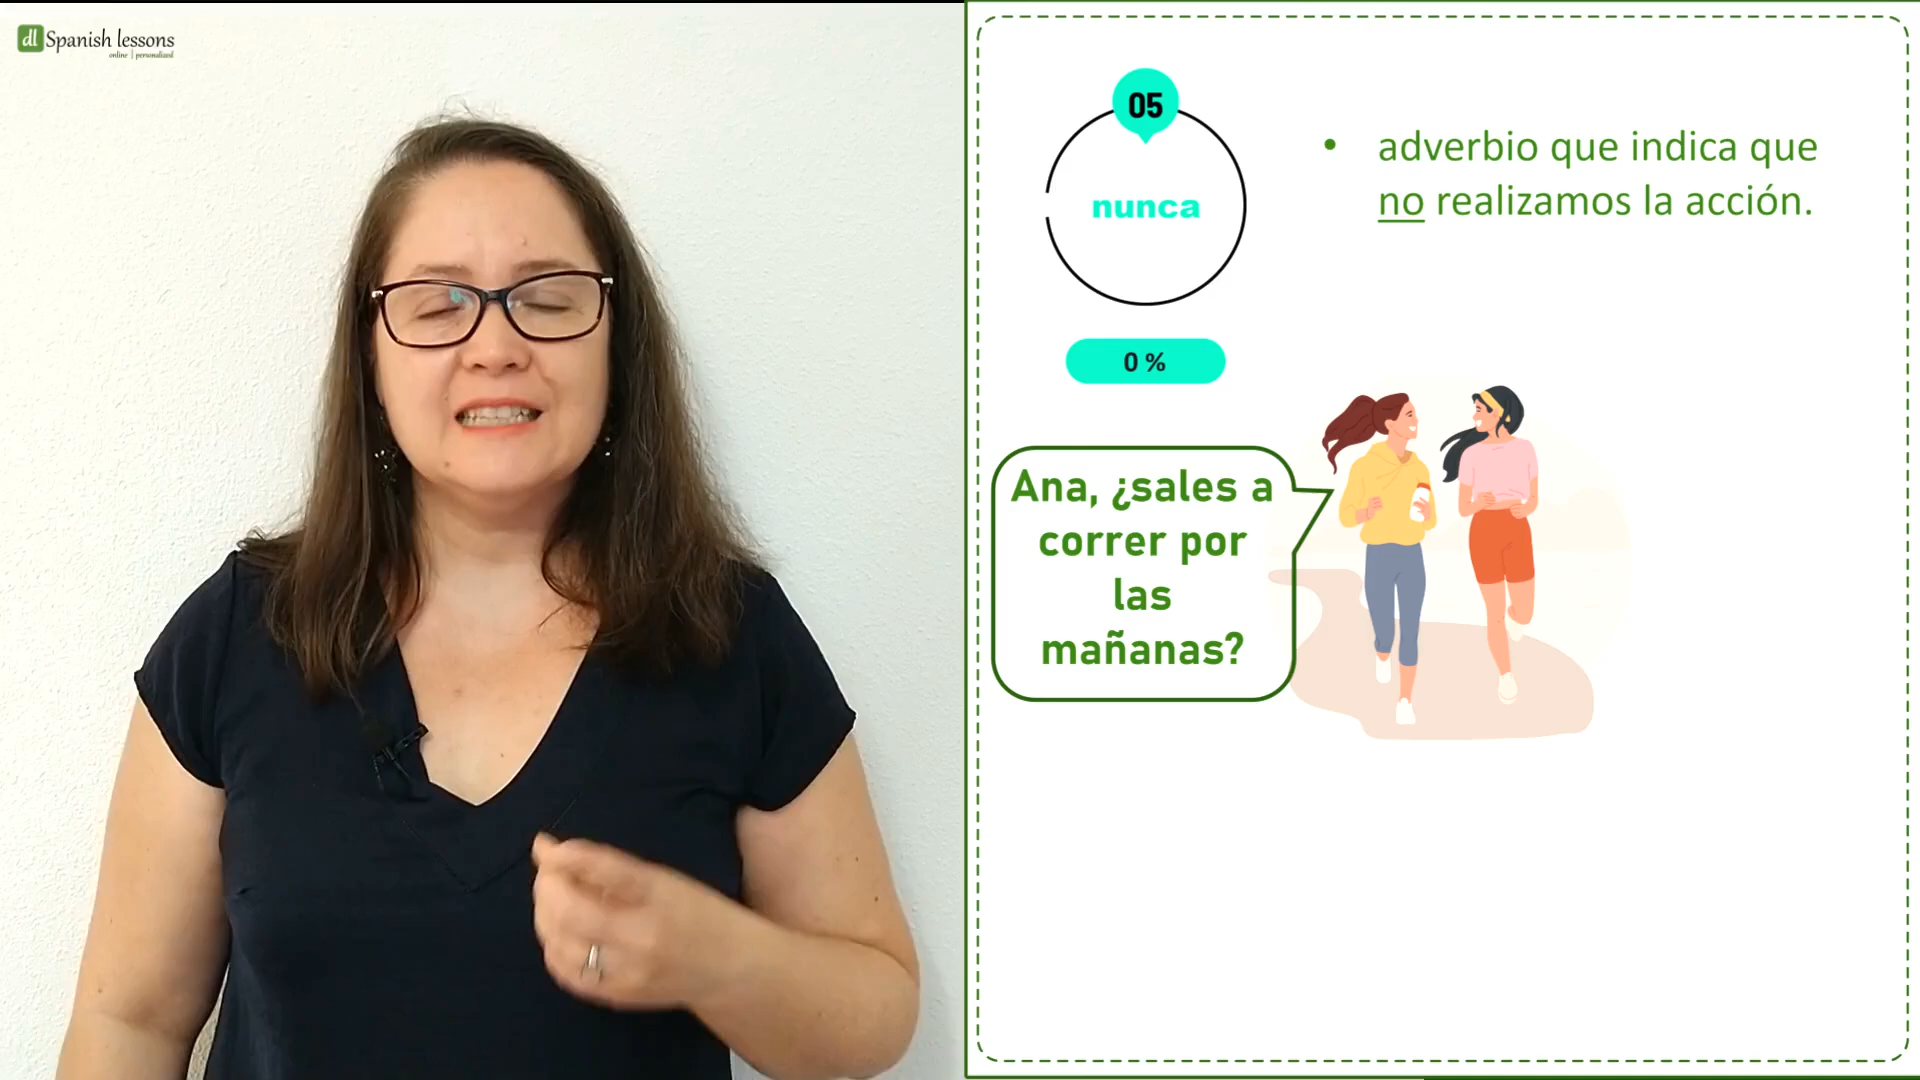 dl Spanish lessons
online | personalized
05
nunca
0 %
• adverbio que indica que
no realizamos la acción.
Ana, ¿sales a
correr por
las
mañanas?